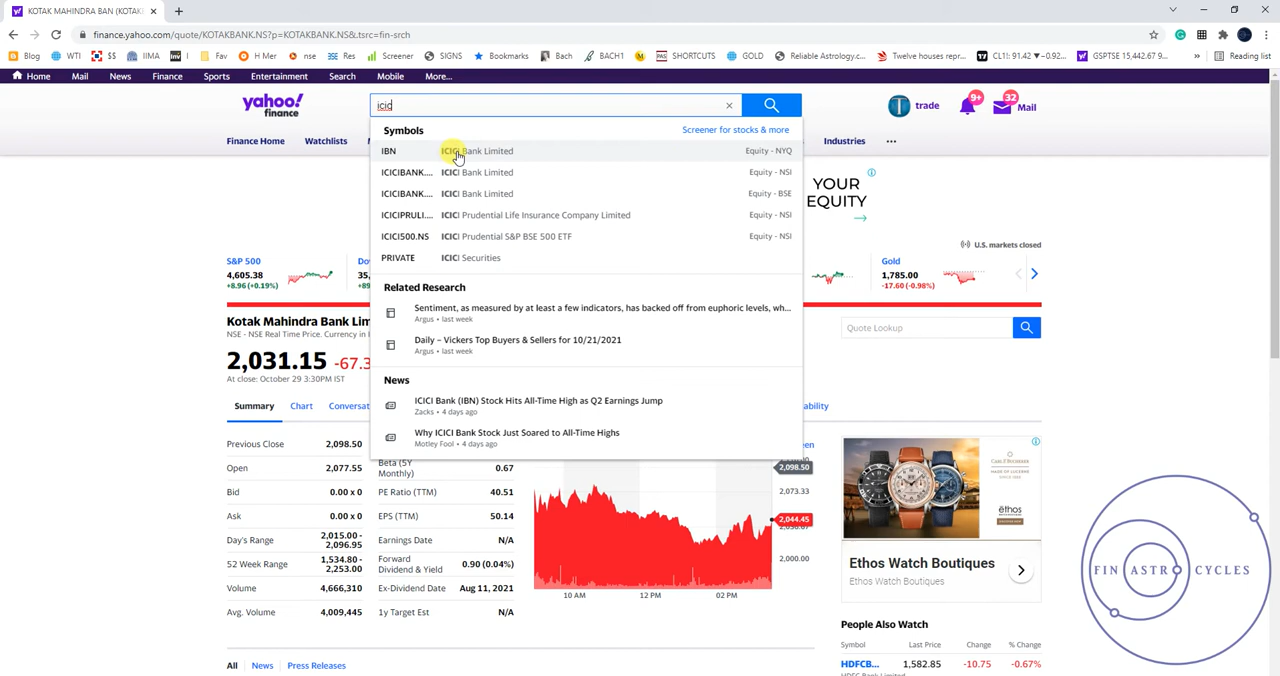 KOTAK MAHINDRA BAN (KOTAKBANK
finance.yahoo.com/quote/KOTAKBANK.NS?p=KOTAKBANK.NS&.tsrc=fin-srch
Blog WTI $$ IIMA Inv I Fav H Mer nse Res Screener SIGNS Bookmarks Bach BACH1 M SHORTCUTS GOLD Reliable Astrology.c... Twelve houses repr... CL1!: 91.42 ▼−0.92... GSPTSE 712.00 ▲... Reading list
Home Mail News Finance Sports Entertainment Search Mobile More...
yahoo!
finance
icid
trade
9+
32
Mail
Finance Home Watchlists Industries
Symbols Screener for stocks & more
IBN ICICI Bank Limited Equity - NYQ
ICICIBANK.... ICICI Bank Limited Equity - NSI
ICICIBANK.... ICICI Bank Limited Equity - BSE
ICICIPRULI.... ICICI Prudential Life Insurance Company Limited Equity - NSI
ICICI500.NS ICICI Prudential S&P BSE 500 ETF Equity - NSI
PRIVATE ICICI Securities
Related Research
Sentiment, as measured by at least a few indicators, has backed off from euphoric levels, wh...
Argus • last week
Daily – Vickers Top Buyers & Sellers for 10/21/2021
Argus • last week
News
ICICI Bank (IBN) Stock Hits All-Time High as Q2 Earnings Jump
Zacks • 4 days ago
Why ICICI Bank Stock Just Soared to All-Time Highs
Motley Fool • 4 days ago
YOUR
EQUITY
U.S. markets closed
S&P 500
4,605.38
+8.96 (+0.19%)
Gold
1,785.00
-17.60 (-0.98%)
Kotak Mahindra Bank Lim
NSE - NSE Real Time Price. Currency in
2,031.15 -67.3
At close: October 29 3:30PM IST
Quote Lookup
Summary Chart Conversat
Previous Close 2,098.50
Open 2,077.55
Bid 0.00 x 0
Ask 0.00 x 0
Day's Range 2,015.00 - 2,096.95
52 Week Range 1,534.80 - 2,253.00
Volume 4,666,310
Avg. Volume 4,009,445
Beta (5Y Monthly) 0.67
PE Ratio (TTM) 40.51
EPS (TTM) 50.14
Earnings Date N/A
Forward Dividend & Yield 0.90 (0.04%)
Ex-Dividend Date Aug 11, 2021
1y Target Est N/A
2,098.50
2,073.33
2,044.45
2,000.00
10 AM 12 PM 02 PM
ethos
Ethos Watch Boutiques
Ethos Watch Boutiques
FIN ASTRO CYCLES
People Also Watch
Symbol Last Price Change % Change
HDFCB... 1,582.85 -10.75 -0.67%
All News Press Releases